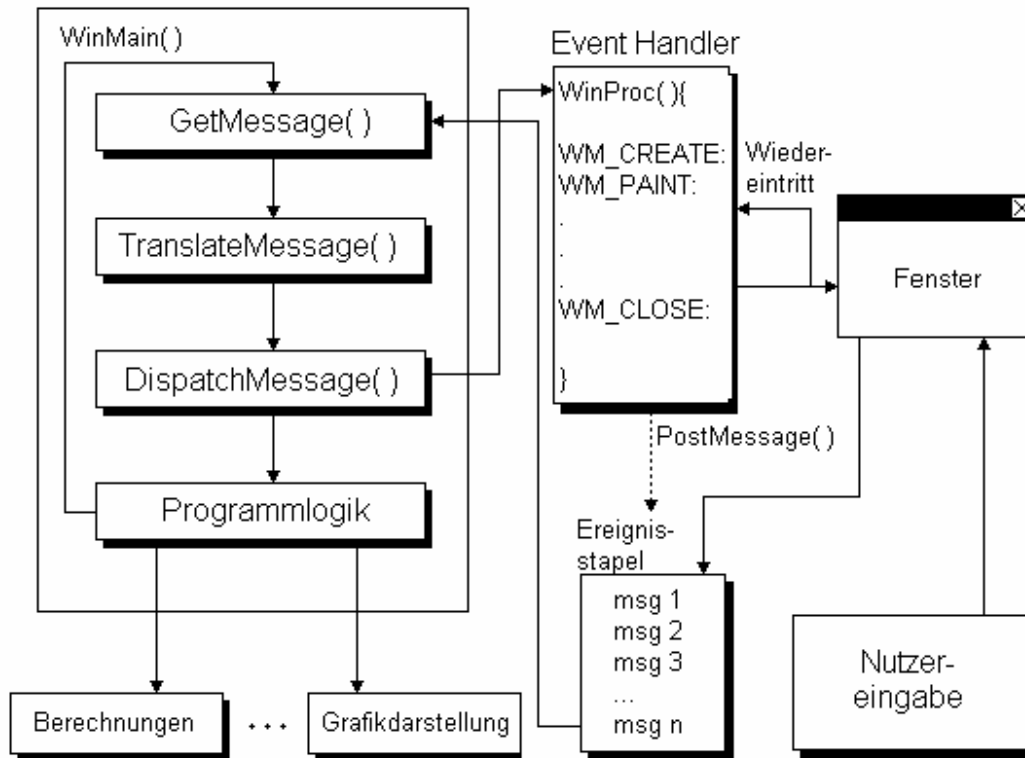 WinMain( )
GetMessage( )
TranslateMessage( )
DispatchMessage( )
Programmlogik
Berechnungen
...
Grafikdarstellung
Event Handler
WinProc( ){
WM_CREATE:
WM_PAINT:
.
.
.
WM_CLOSE:
}
Wieder-
eintritt
Fenster
PostMessage( )
Ereignis-
stapel
msg 1
msg 2
msg 3
...
msg n
Nutzer-
eingabe